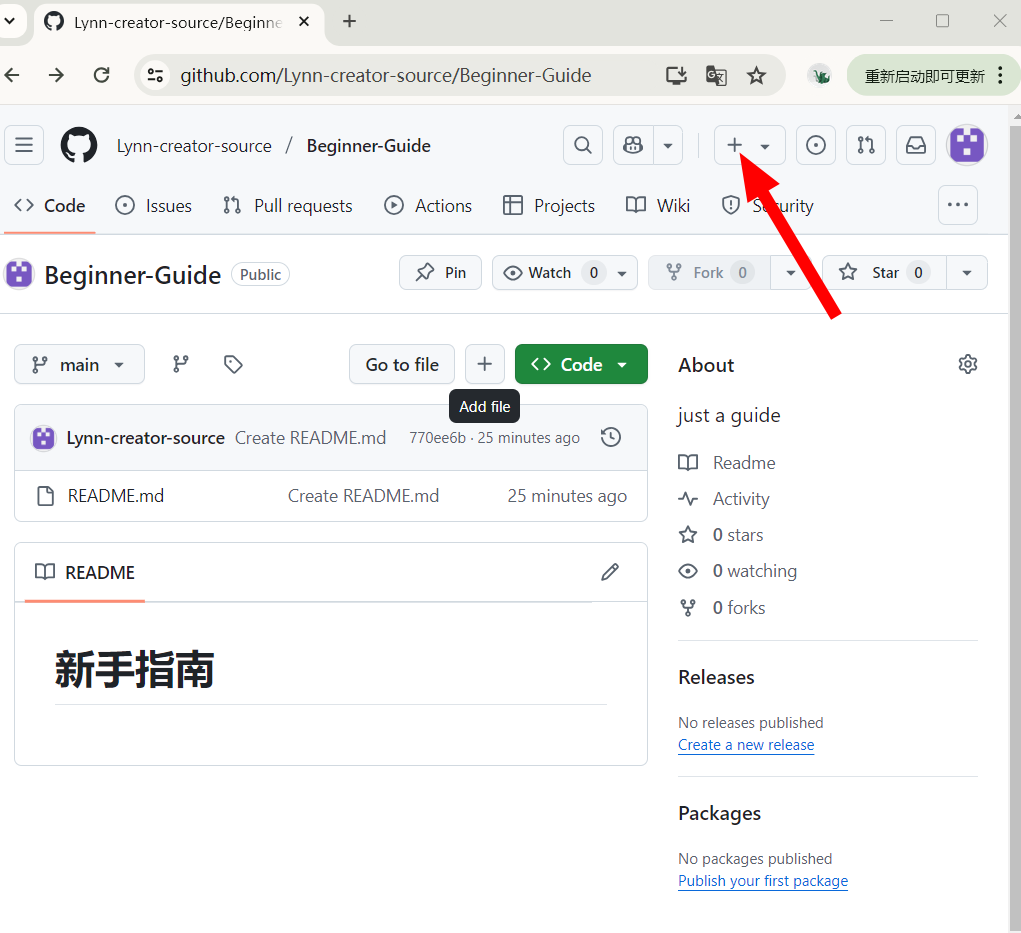 Lynn-creator-source/Beginne
github.com/Lynn-creator-source/Beginner-Guide
重新启动即可更新
Lynn-creator-source / Beginner-Guide
Code Issues Pull requests Actions Projects Wiki Security
Beginner-Guide Public Pin Watch 0 Fork 0 Star 0
main Go to file Code
Add file
Lynn-creator-source Create README.md 770ee6b · 25 minutes ago
README.md Create README.md 25 minutes ago
README
新手指南
About
just a guide
Readme
Activity
0 stars
0 watching
0 forks
Releases
No releases published
Create a new release
Packages
No packages published
Publish your first package